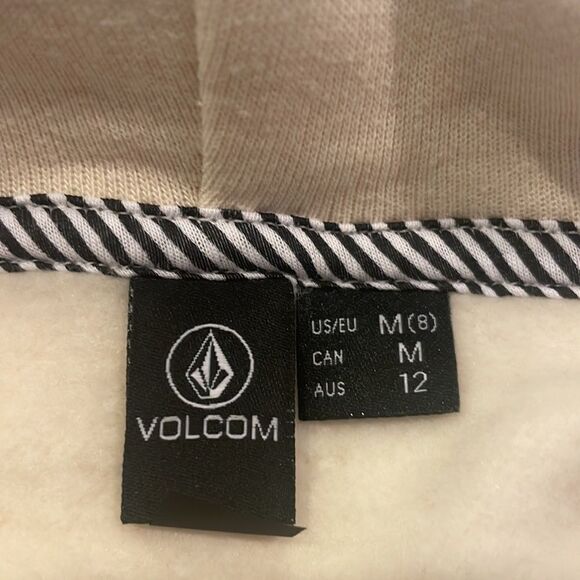 VOLCOM
US/EU M(8)
CAN M
AUS 12